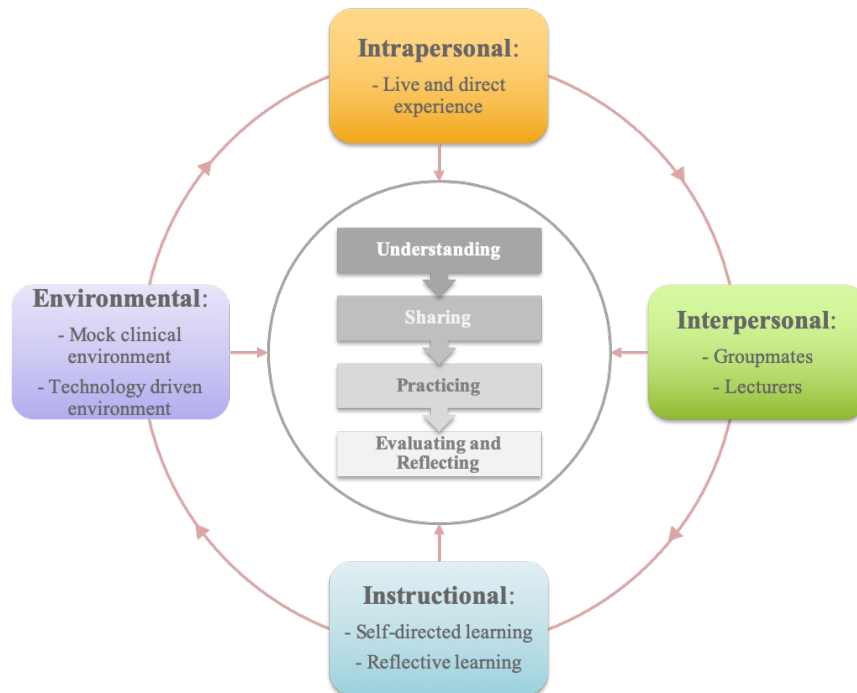 Intrapersonal:
- Live and direct
experience
Understanding
Sharing
Practicing
Evaluating and
Reflecting
Environmental:
- Mock clinical
environment
- Technology driven
environment
Interpersonal:
- Groupmates
- Lecturers
Instructional:
- Self-directed learning
- Reflective learning